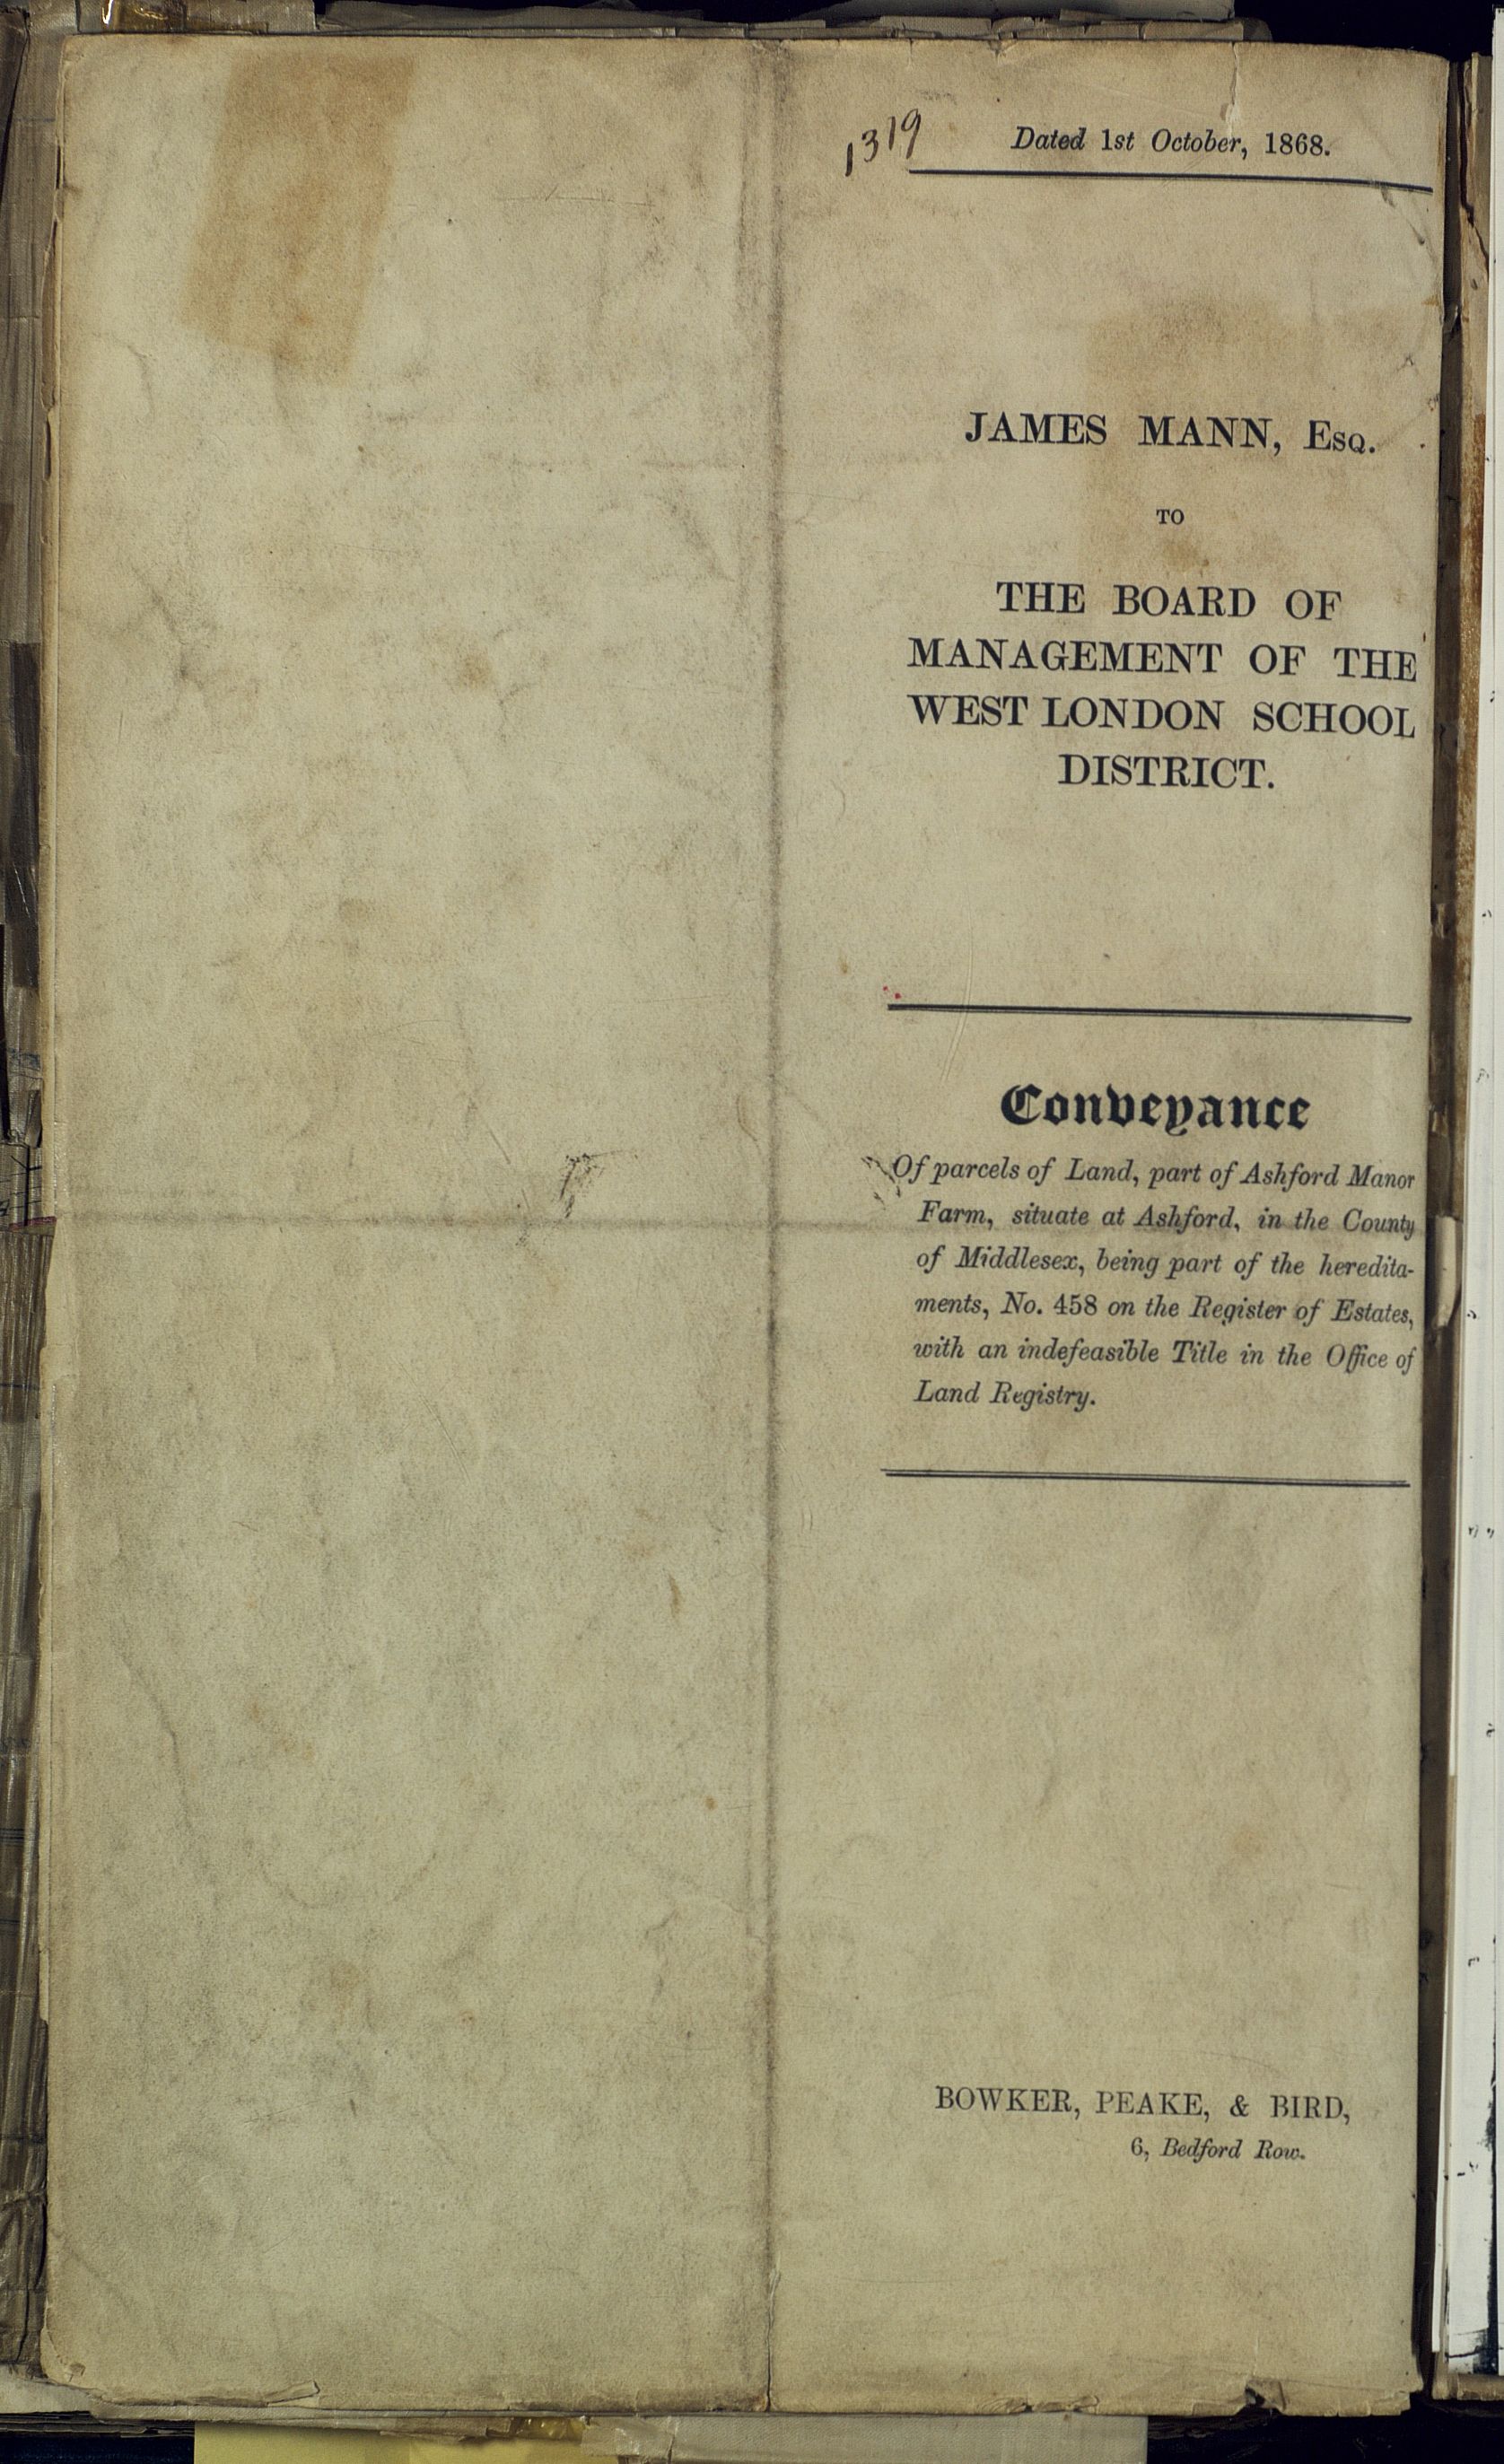 1319
Dated 1st October, 1868.
JAMES MANN, Esq.
TO
THE BOARD OF
MANAGEMENT OF THE
WEST LONDON SCHOOL
DISTRICT.
Conveyance
Of parcels of Land, part of Ashford Manor
Farm, situate at Ashford, in the County
of Middlesex, being part of the heredita-
ments, No. 458 on the Register of Estates,
with an indefeasible Title in the Office of
Land Registry.
BOWKER, PEAKE, & BIRD,
6, Bedford Row.